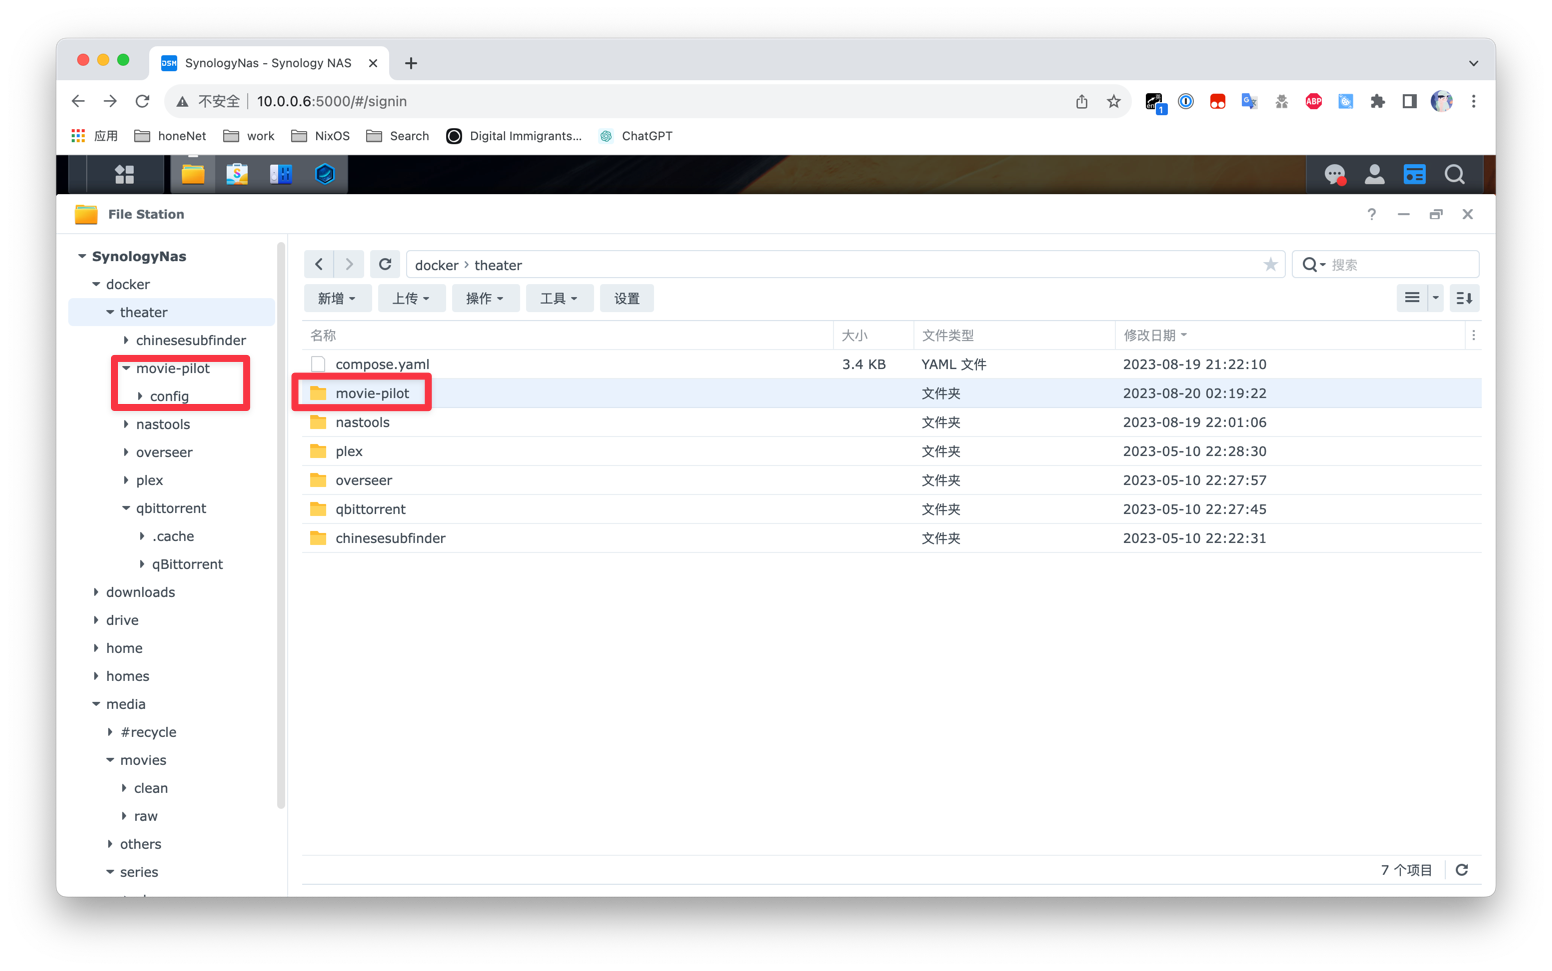 SynologyNas - Synology NAS
不安全 10.0.0.6:5000/#/signin
1
ABP
应用 honeNet work NixOS Search Digital Immigrants... ChatGPT
File Station
SynologyNas
docker
theater
chinesesubfinder
movie-pilot
config
nastools
overseer
plex
qbittorrent
.cache
qBittorrent
downloads
drive
home
homes
media
#recycle
movies
clean
raw
others
series
docker › theater
搜索
新增 上传 操作 工具 设置
名称 大小 文件类型 修改日期
compose.yaml 3.4 KB YAML 文件 2023-08-19 21:22:10
movie-pilot 文件夹 2023-08-20 02:19:22
nastools 文件夹 2023-08-19 22:01:06
plex 文件夹 2023-05-10 22:28:30
overseer 文件夹 2023-05-10 22:27:57
qbittorrent 文件夹 2023-05-10 22:27:45
chinesesubfinder 文件夹 2023-05-10 22:22:31
7 个项目